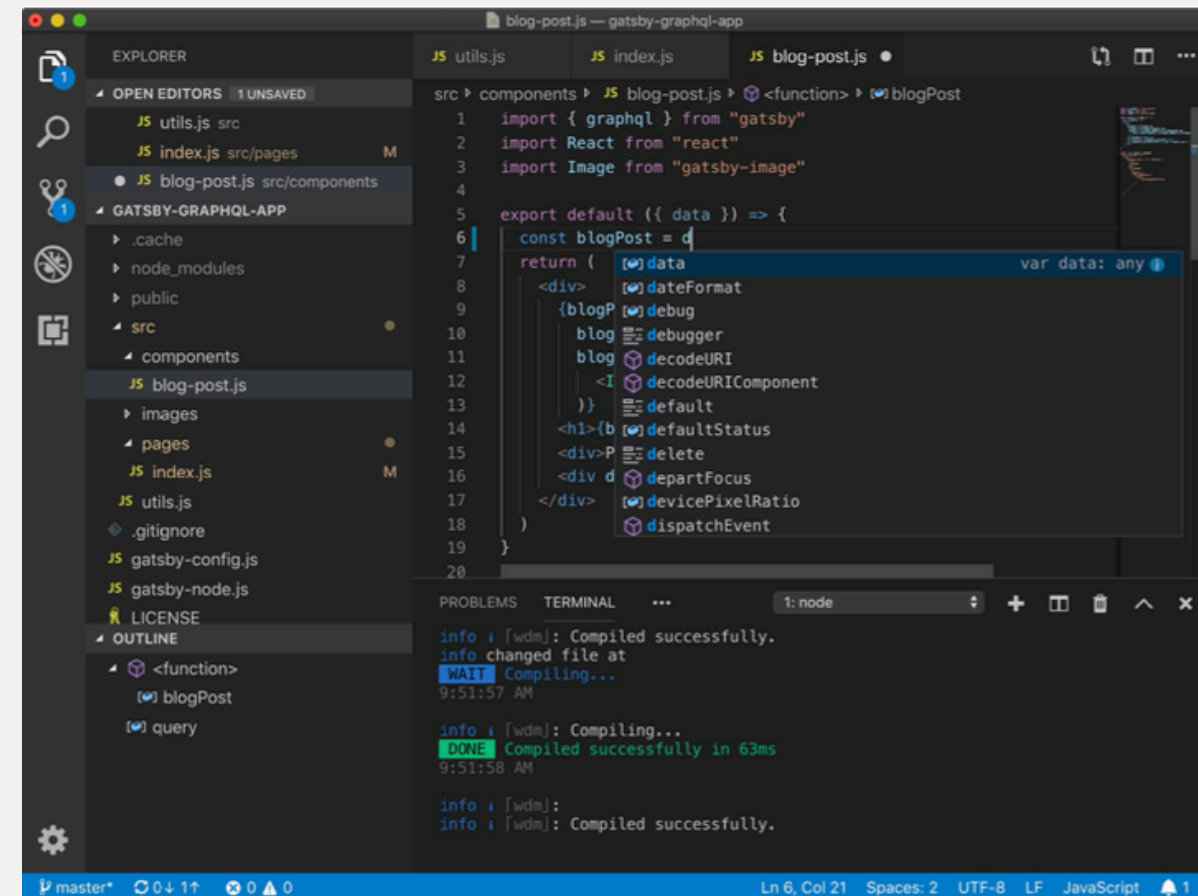 blog-post.js — gatsby-graphql-app
EXPLORER
OPEN EDITORS 1 UNSAVED
JS utils.js src
JS index.js src/pages M
JS blog-post.js src/components
GATSBY-GRAPHQL-APP
.cache
node_modules
public
src
components
JS blog-post.js
images
pages
JS index.js M
JS utils.js
.gitignore
JS gatsby-config.js
JS gatsby-node.js
LICENSE
OUTLINE
<function>
blogPost
query
1
1
JS utils.js JS index.js JS blog-post.js
src components JS blog-post.js <function> blogPost
1 import { graphql } from "gatsby"
2 import React from "react"
3 import Image from "gatsby-image"
4
5 export default ({ data }) => {
6 const blogPost = d
7 return (
8 <div>
9 {blogP
10 blog
11 blog
12 <I
13 )}
14 <h1>{b
15 <div>P
16 <div d
17 </div>
18 )
19 }
20
data var data: any
dateFormat
debug
debugger
decodeURI
decodeURIComponent
default
defaultStatus
delete
departFocus
devicePixelRatio
dispatchEvent
PROBLEMS TERMINAL ••• 1: node
info i ｢wdm｣: Compiled successfully.
info changed file at
WAIT Compiling...
9:51:57 AM
info i ｢wdm｣: Compiling...
DONE Compiled successfully in 63ms
9:51:58 AM
info i ｢wdm｣:
info i ｢wdm｣: Compiled successfully.
master* 0↓ 1↑ 0 0 Ln 6, Col 21 Spaces: 2 UTF-8 LF JavaScript 1